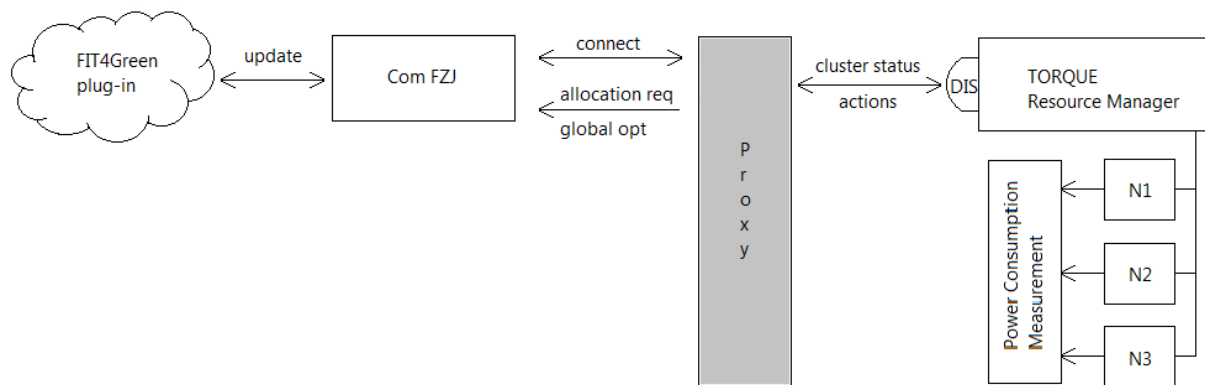 FIT4Green
plug-in
update
Com FZJ
connect
allocation req
global opt
Proxy
cluster status
actions
DIS
TORQUE
Resource Manager
Power Consumption
Measurement
N1
N2
N3